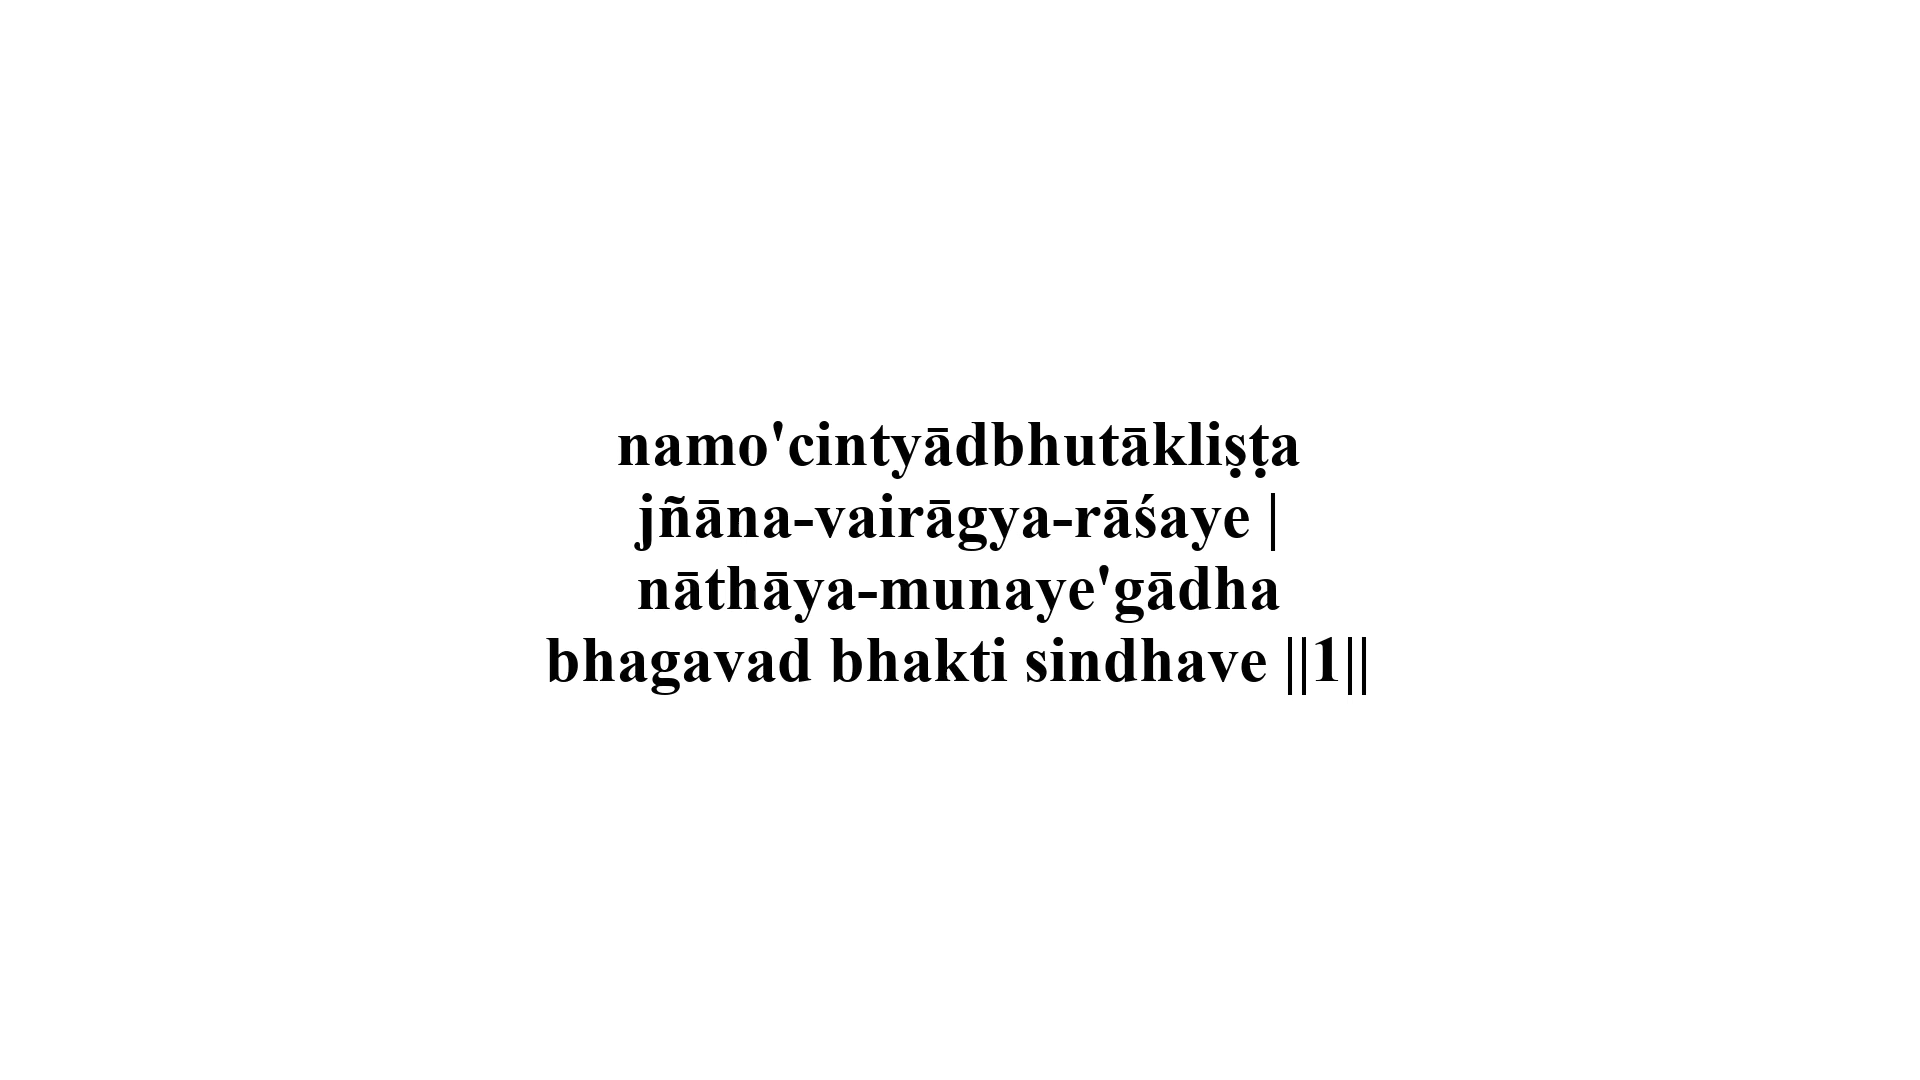 namo'cintyādbhutākliṣṭa
jñāna-vairāgya-rāśaye |
nāthāya-munaye'gādha
bhagavad bhakti sindhave ||1||